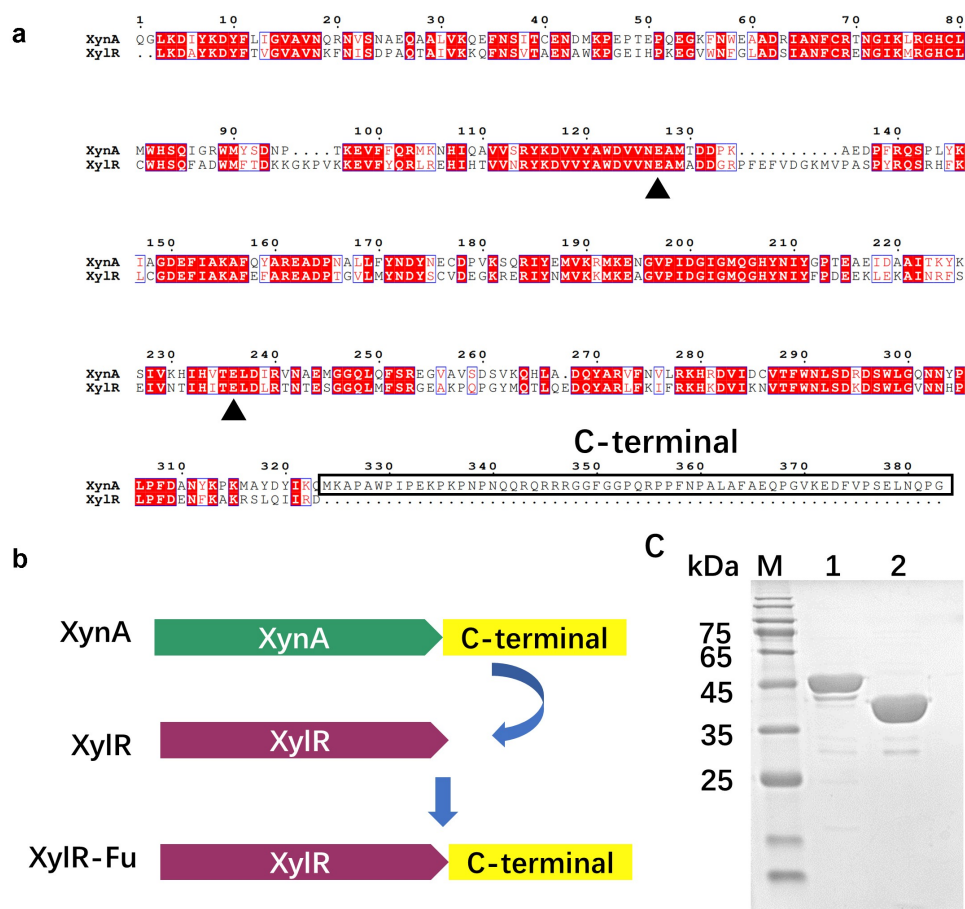 a
1 10 20 30 40 50 60 70 80
XynA QGLKDIYKDYFLIGVAVNQRNVSNAEQAALVKQEFNSITCENDMKPEPTEPQEGKFNWEAADRIANFCRTNGIKLRGHCL
XylR ..LKDAYKDYFTVGVAVNKFNISDPAQTAIVKKQFNSVTAENAWKPGEIHPKEGVWNFGLADSIANFCRENGIKMRGHCL
90 100 110 120 130 140
XynA MWHSQIGRWMYSDNP....TKEVFFQRMKNHIQAVVSRYKDVVYAWDVVNEAMTDDPK..........AEDPFRQSPLYK
XylR CWHSQFADWMFTDKKGKPVKKEVFYQRLREHIHTVVNRYKDVVYAWDVVNEAMADDGRPFEFVDGKMVPASPYRQSRHFK
150 160 170 180 190 200 210 220
XynA IAGDEFIAKAFQYAREADPNALLFYNDYNECDPVKSQRIYEMVKRMKENGVPIDGIGMQGHYNIYGPTEAEIDAAITKYK
XylR LCGDEFIAKAFEFAREADPTGVLMYNDYSCVDEGKRERIYNMVKKMKEAGVPIDGIGMQGHYNIYFPDEEKLEKAINRFS
230 240 250 260 270 280 290 300
XynA SIVKHIHVTELDIRVNAEMGGQLQFSREGVAVSDSVKQHLA.DQYARVFNVLRKHRDVIDCVTFWNLSDRDSWLGQNNYP
XylR EIVNTIHITELDLRTNTESGGQLMFSRGEAKPQPGYMQTLQEDQYARLFKIFRKHKDVIKNVTFWNLSDKDSWLGVNNHP
C-terminal
310 320 330 340 350 360 370 380
XynA LPFDANYKPKMAYDYIKQMKAPAWPIPEKPKPNPNQQRQRRRGGFGGPQRPPFNPALAFAEQPGVKEDFVPSELNQPG
XylR LPFDENFKAKRSLQIIRD............................................................
b
XynA XynA C-terminal
XylR XylR
XylR-Fu XylR C-terminal
C
kDa M 1 2
75
65
45
35
25